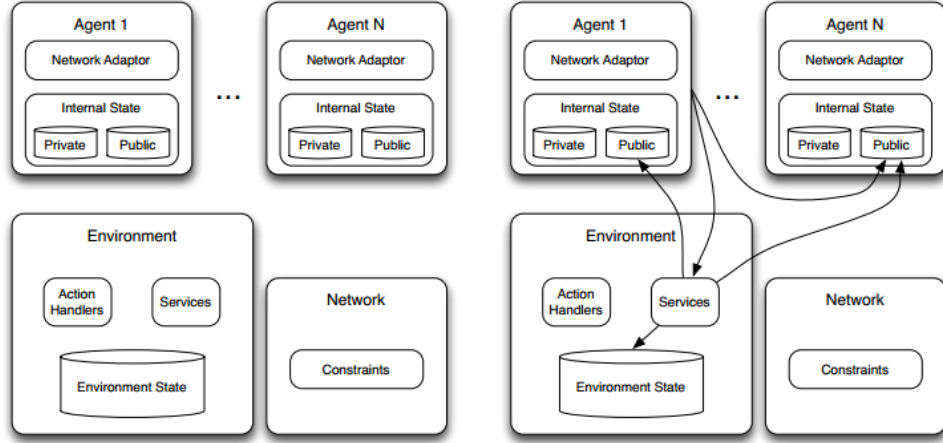 Agent 1
Network Adaptor
Internal State
Private
Public
...
Agent N
Network Adaptor
Internal State
Private
Public
Environment
Action
Handlers
Services
Environment State
Network
Constraints
Agent 1
Network Adaptor
Internal State
Private
Public
...
Agent N
Network Adaptor
Internal State
Private
Public
Environment
Action
Handlers
Services
Environment State
Network
Constraints